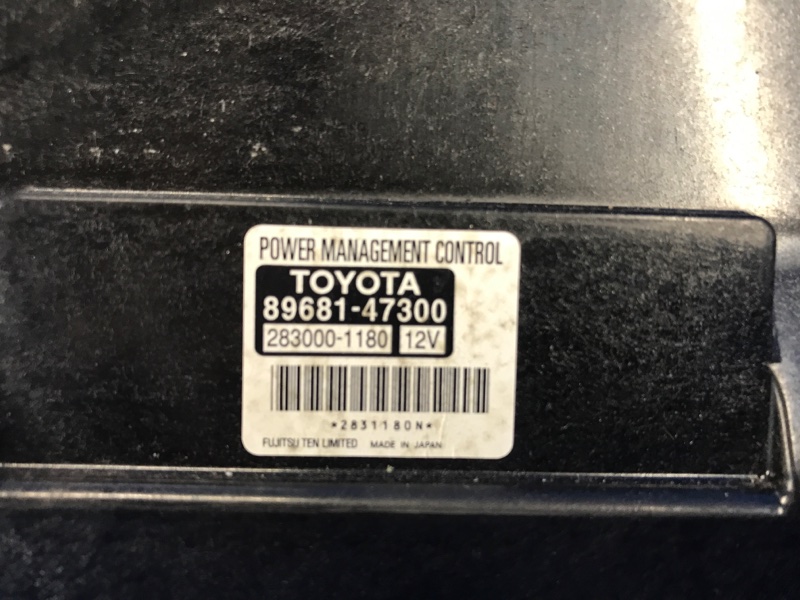 POWER MANAGEMENT CONTROL
TOYOTA
89681-47300
283000-1180 12V
*2831180N*
FUJITSU TEN LIMITED MADE IN JAPAN